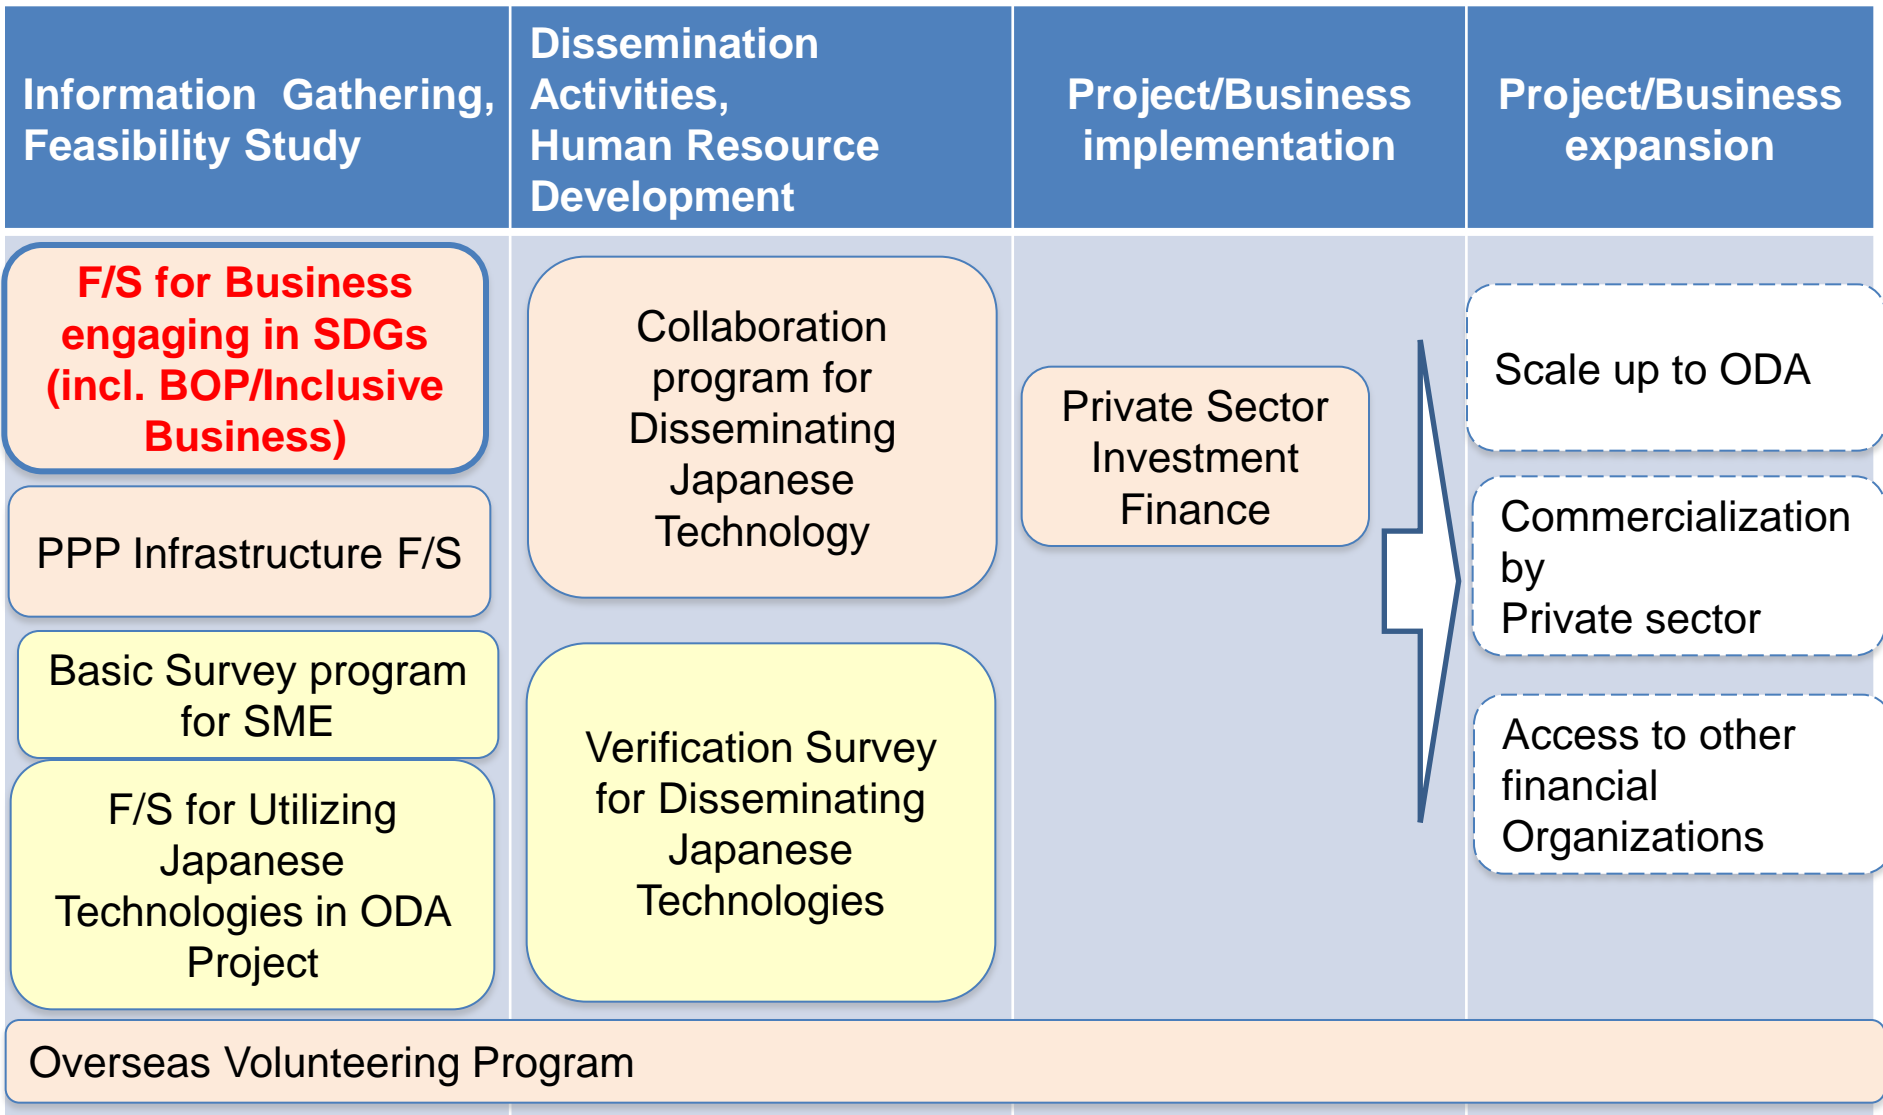 Information Gathering,
Feasibility Study
Dissemination
Activities,
Human Resource
Development
Project/Business
implementation
Project/Business
expansion
F/S for Business
engaging in SDGs
(incl. BOP/Inclusive
Business)
PPP Infrastructure F/S
Basic Survey program
for SME
F/S for Utilizing
Japanese
Technologies in ODA
Project
Collaboration
program for
Disseminating
Japanese
Technology
Verification Survey
for Disseminating
Japanese
Technologies
Private Sector
Investment
Finance
Scale up to ODA
Commercialization
by
Private sector
Access to other
financial
Organizations
Overseas Volunteering Program